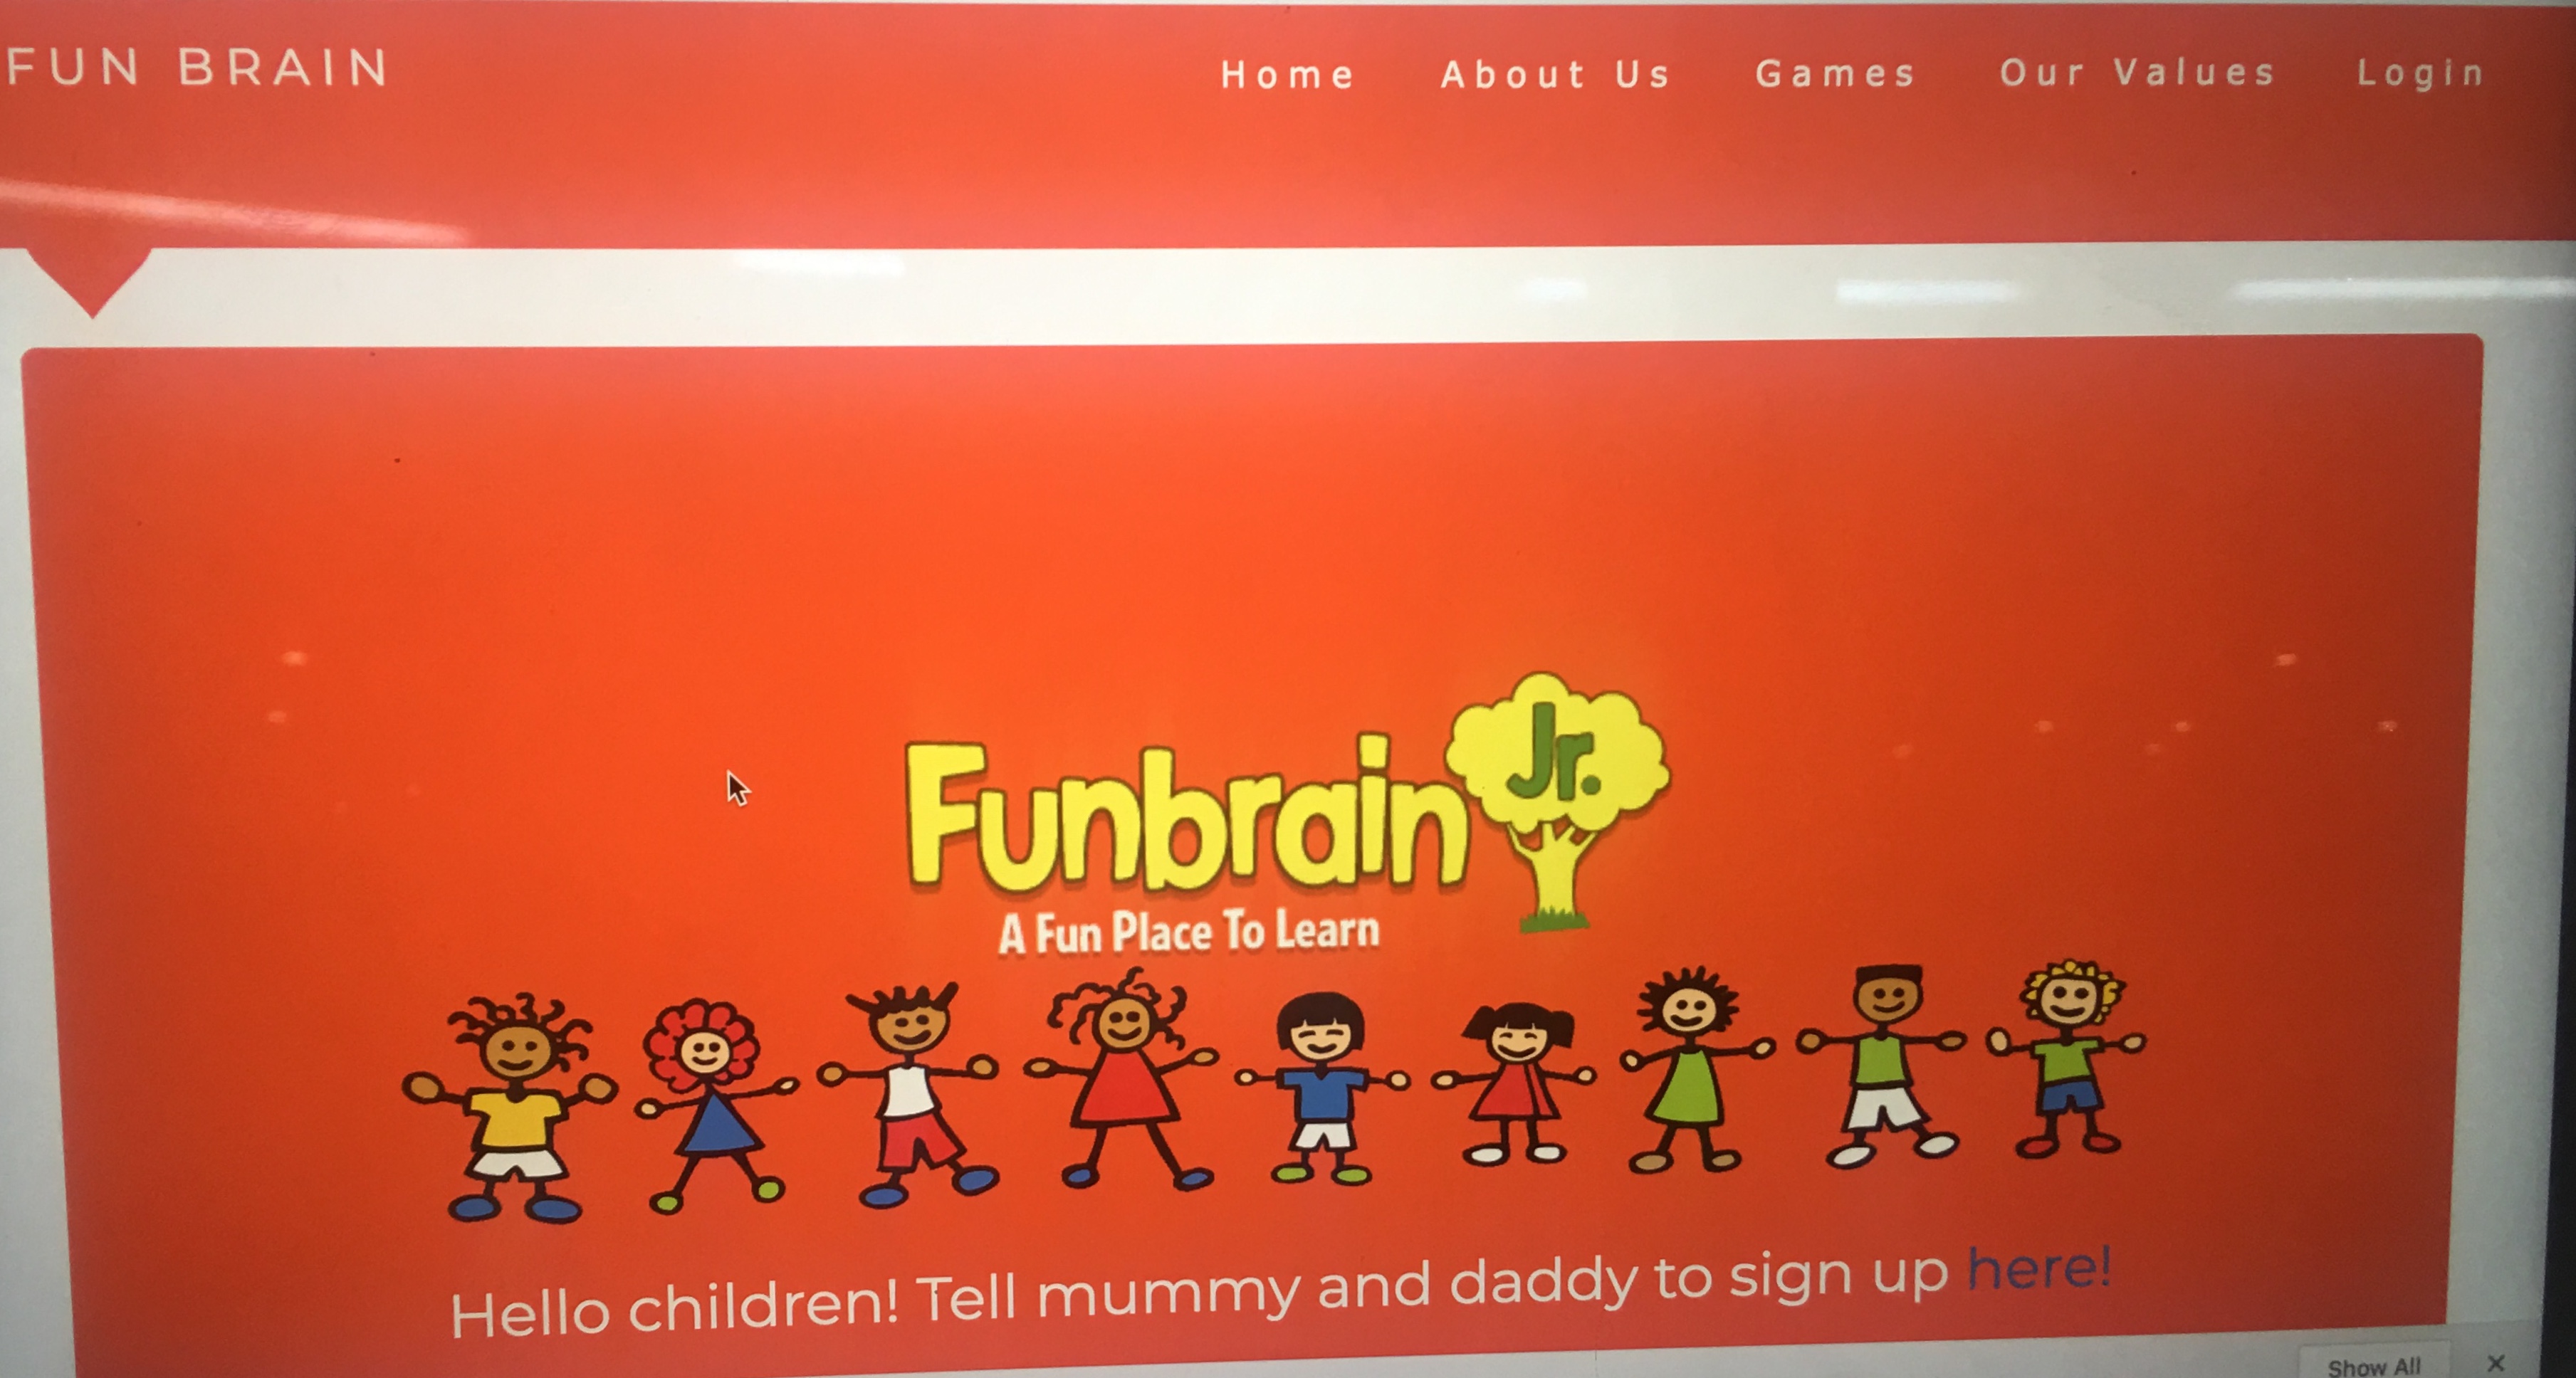 FUN BRAIN
Home About Us Games Our Values Login
Funbrain Jr.
A Fun Place To Learn
Hello children! Tell mummy and daddy to sign up here!
Show All ×